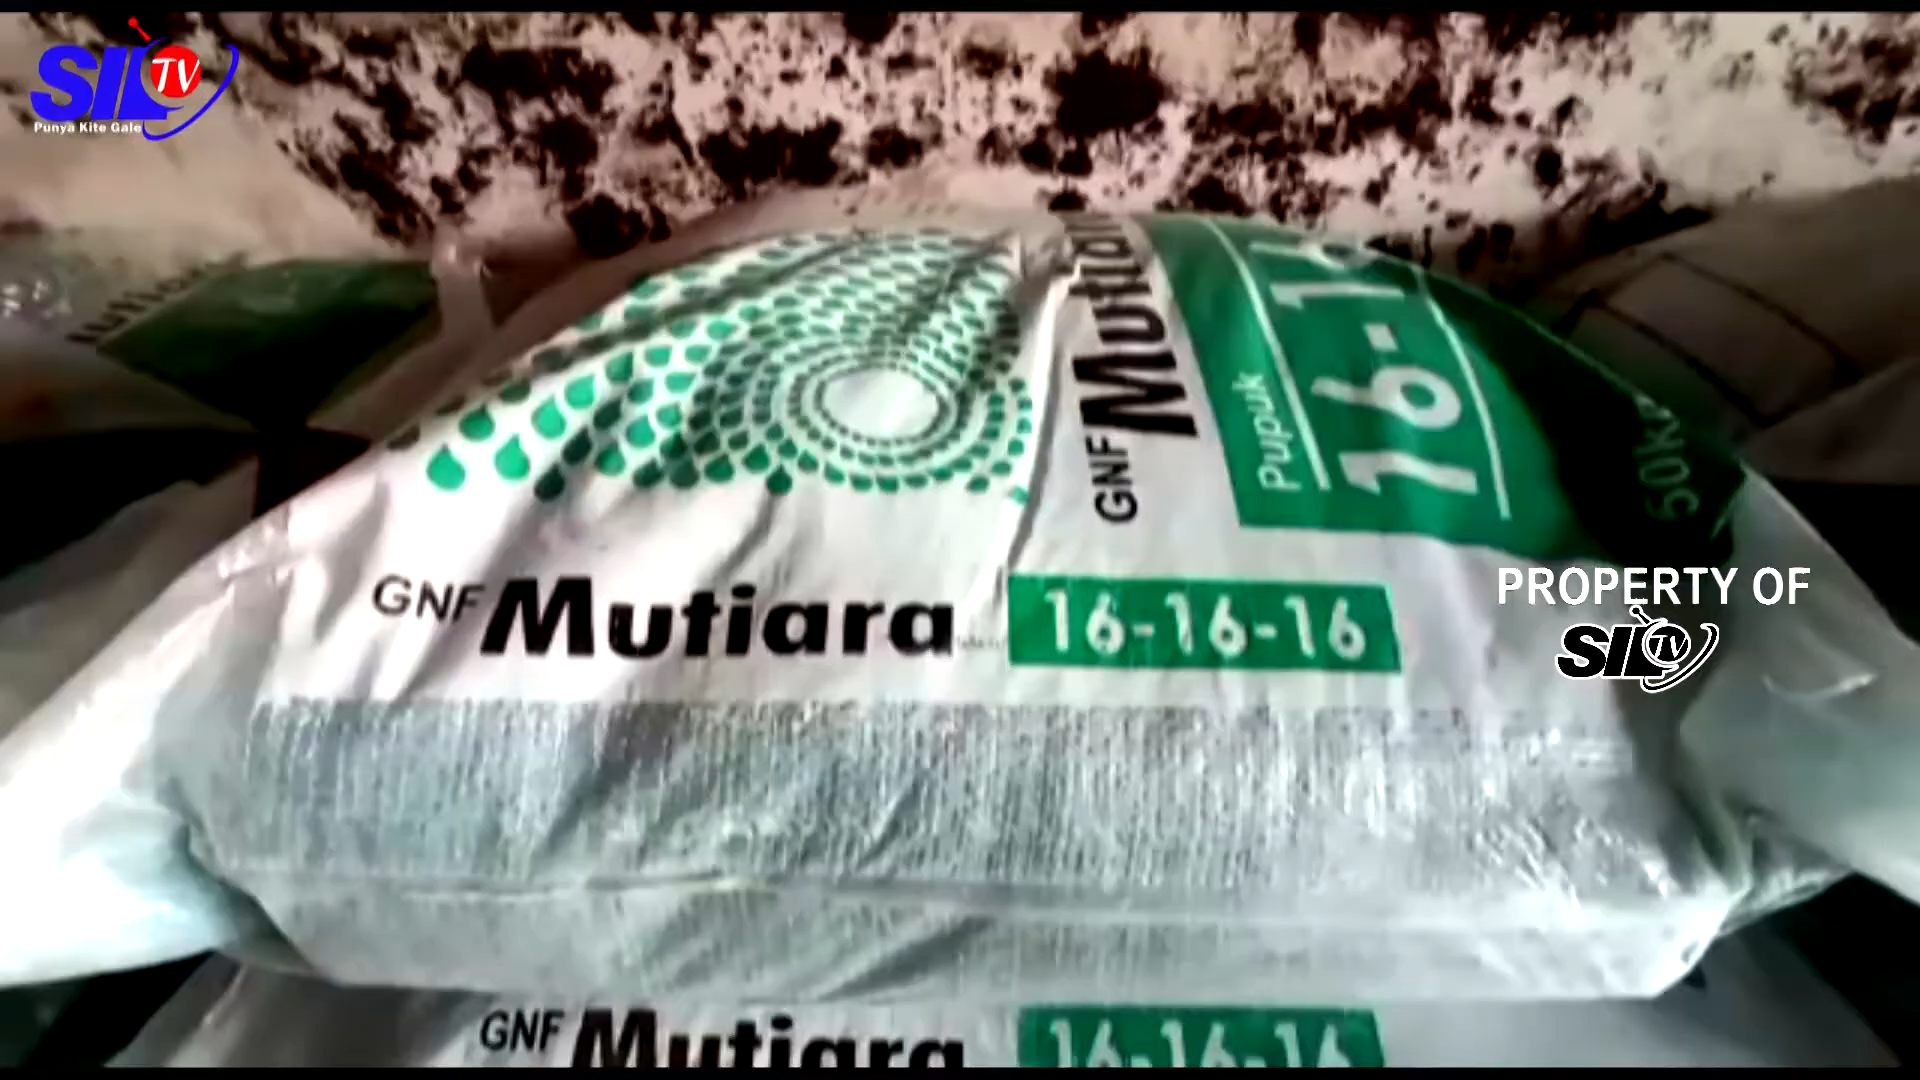 SIL TV
Punya Kite Gale
GNF Mutiara
Pupuk
16-1
50KG
GNF Mutiara 16-16-16
PROPERTY OF
SIL TV
GNF Mutiara 16-16-16